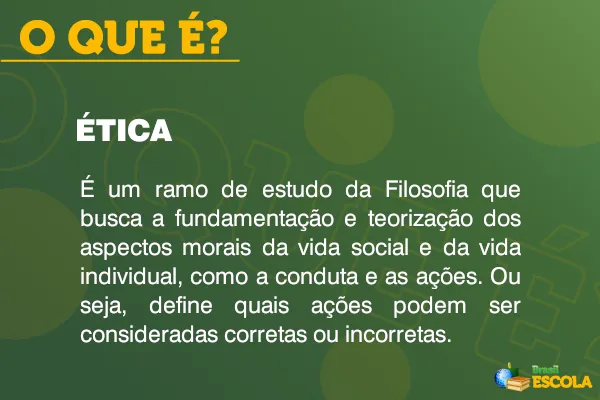 O QUE É?
ÉTICA
É um ramo de estudo da Filosofia que
busca a fundamentação e teorização dos
aspectos morais da vida social e da vida
individual, como a conduta e as ações. Ou
seja, define quais ações podem ser
consideradas corretas ou incorretas.
Brasil
ESCOLA